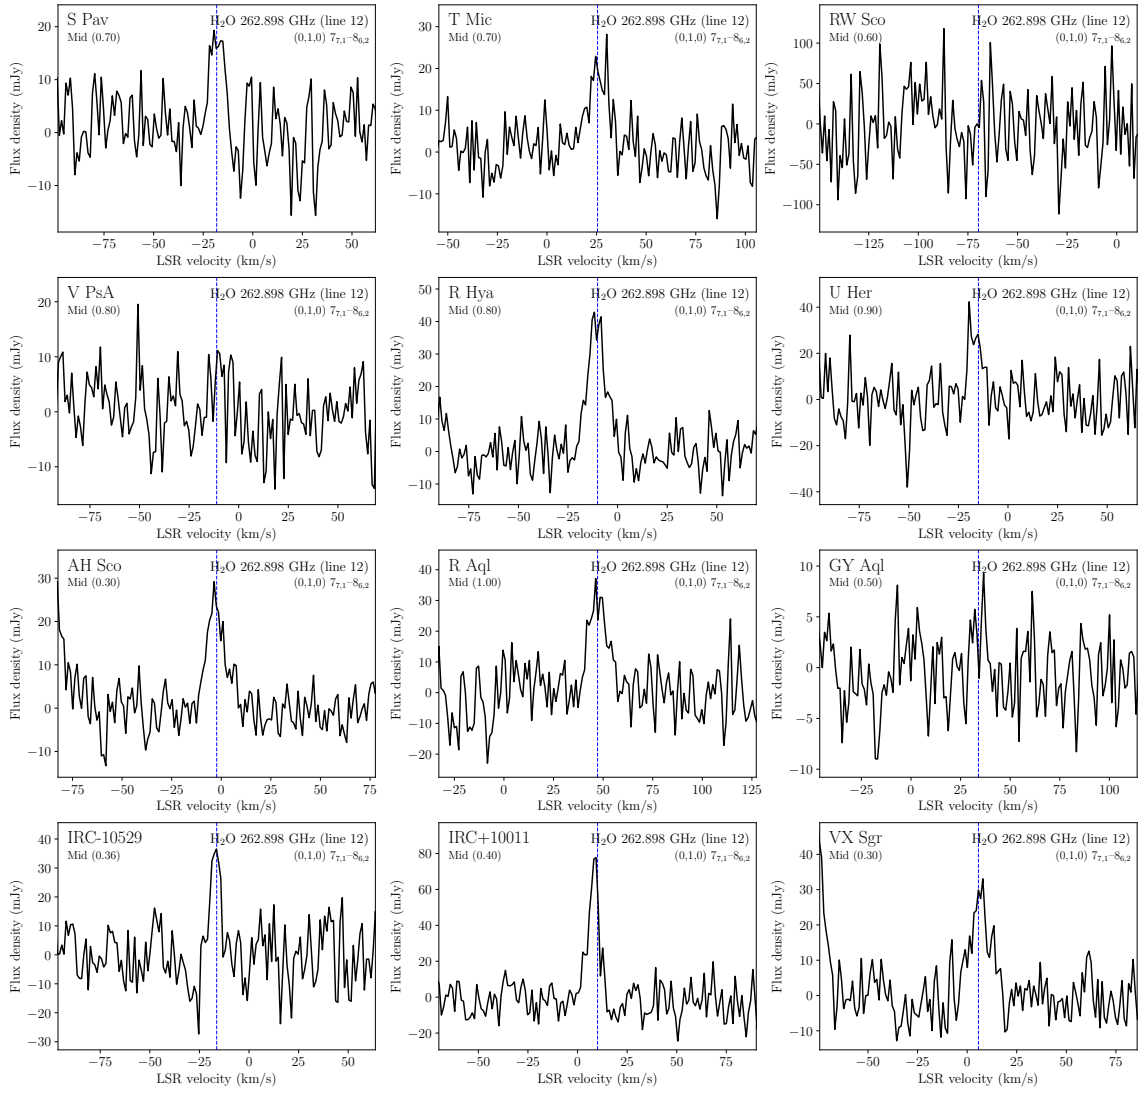 S Pav
H₂O 262.898 GHz (line 12)
Mid (0.70)
(0,1,0) 7₇,₁–8₆,₂
20
10
0
−10
Flux density (mJy)
−75 −50 −25 0 25 50
LSR velocity (km/s)
T Mic
H₂O 262.898 GHz (line 12)
Mid (0.70)
(0,1,0) 7₇,₁–8₆,₂
30
20
10
0
−10
Flux density (mJy)
−50 −25 0 25 50 75 100
LSR velocity (km/s)
RW Sco
H₂O 262.898 GHz (line 12)
Mid (0.60)
(0,1,0) 7₇,₁–8₆,₂
100
50
0
−50
−100
Flux density (mJy)
−125 −100 −75 −50 −25 0
LSR velocity (km/s)
V PsA
H₂O 262.898 GHz (line 12)
Mid (0.80)
(0,1,0) 7₇,₁–8₆,₂
20
10
0
−10
Flux density (mJy)
−75 −50 −25 0 25 50
LSR velocity (km/s)
R Hya
H₂O 262.898 GHz (line 12)
Mid (0.80)
(0,1,0) 7₇,₁–8₆,₂
50
40
30
20
10
0
−10
Flux density (mJy)
−75 −50 −25 0 25 50
LSR velocity (km/s)
U Her
H₂O 262.898 GHz (line 12)
Mid (0.90)
(0,1,0) 7₇,₁–8₆,₂
40
20
0
−20
−40
Flux density (mJy)
−75 −50 −25 0 25 50
LSR velocity (km/s)
AH Sco
H₂O 262.898 GHz (line 12)
Mid (0.30)
(0,1,0) 7₇,₁–8₆,₂
30
20
10
0
−10
Flux density (mJy)
−75 −50 −25 0 25 50 75
LSR velocity (km/s)
R Aql
H₂O 262.898 GHz (line 12)
Mid (1.00)
(0,1,0) 7₇,₁–8₆,₂
40
30
20
10
0
−10
−20
Flux density (mJy)
−25 0 25 50 75 100 125
LSR velocity (km/s)
GY Aql
H₂O 262.898 GHz (line 12)
Mid (0.50)
(0,1,0) 7₇,₁–8₆,₂
10
5
0
−5
−10
Flux density (mJy)
−25 0 25 50 75 100
LSR velocity (km/s)
IRC-10529
H₂O 262.898 GHz (line 12)
Mid (0.36)
(0,1,0) 7₇,₁–8₆,₂
40
30
20
10
0
−10
−20
−30
Flux density (mJy)
−75 −50 −25 0 25 50
LSR velocity (km/s)
IRC+10011
H₂O 262.898 GHz (line 12)
Mid (0.40)
(0,1,0) 7₇,₁–8₆,₂
80
60
40
20
0
−20
Flux density (mJy)
−50 −25 0 25 50 75
LSR velocity (km/s)
VX Sgr
H₂O 262.898 GHz (line 12)
Mid (0.30)
(0,1,0) 7₇,₁–8₆,₂
40
30
20
10
0
−10
Flux density (mJy)
−50 −25 0 25 50 75
LSR velocity (km/s)